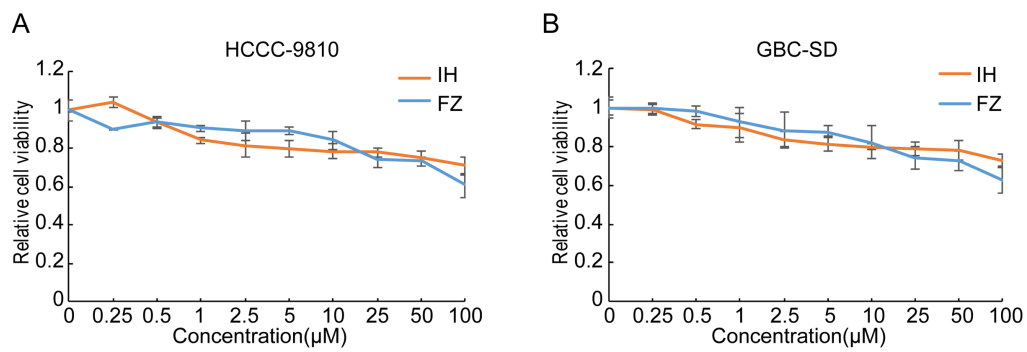 A
HCCC-9810
IH
FZ
Relative cell viability
1.2
1.0
0.8
0.6
0.4
0.2
0
0 0.25 0.5 1 2.5 5 10 25 50 100
Concentration(μM)
B
GBC-SD
IH
FZ
Relative cell viability
1.2
1.0
0.8
0.6
0.4
0.2
0
0 0.25 0.5 1 2.5 5 10 25 50 100
Concentration(μM)